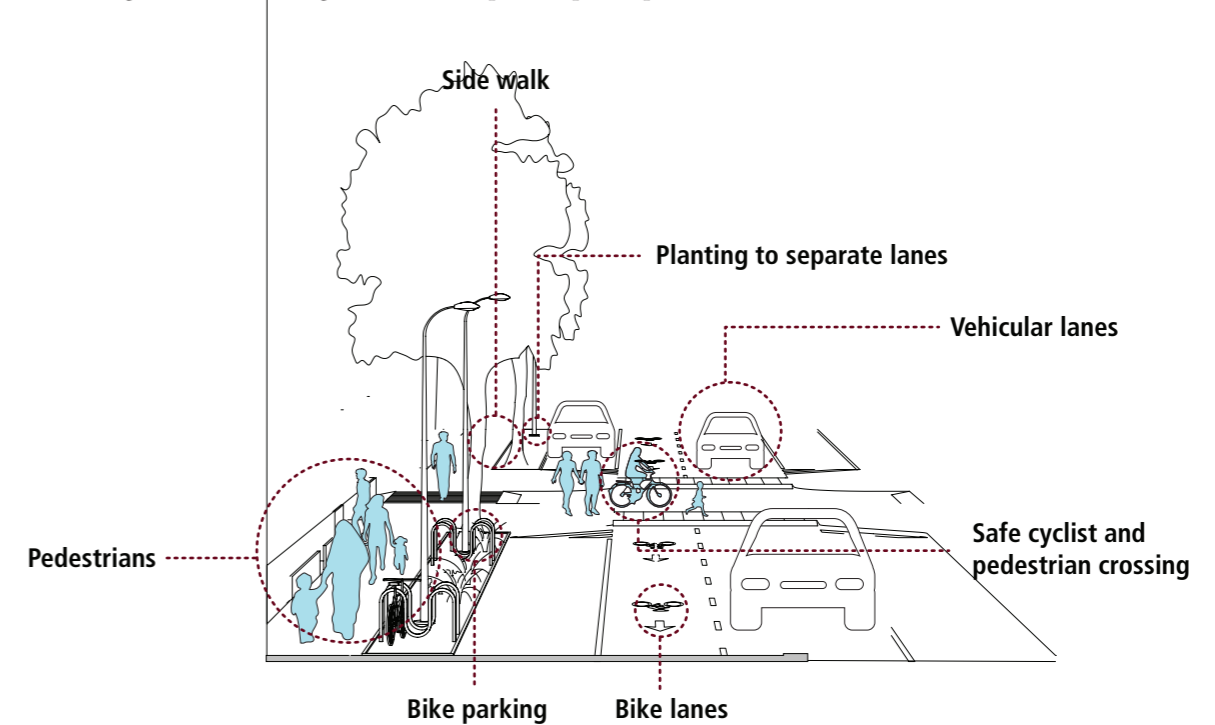 Side walk
Planting to separate lanes
Vehicular lanes
Safe cyclist and
pedestrian crossing
Pedestrians
Bike parking
Bike lanes